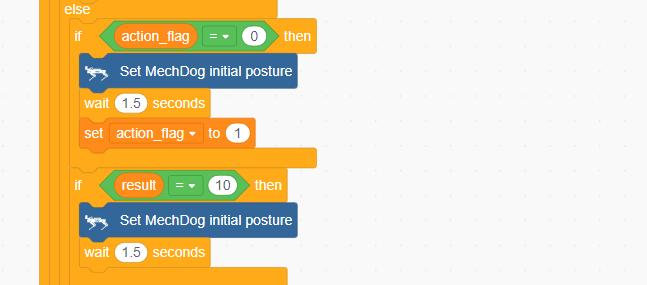 else
if action_flag = 0 then
Set MechDog initial posture
wait 1.5 seconds
set action_flag to 1
if result = 10 then
Set MechDog initial posture
wait 1.5 seconds